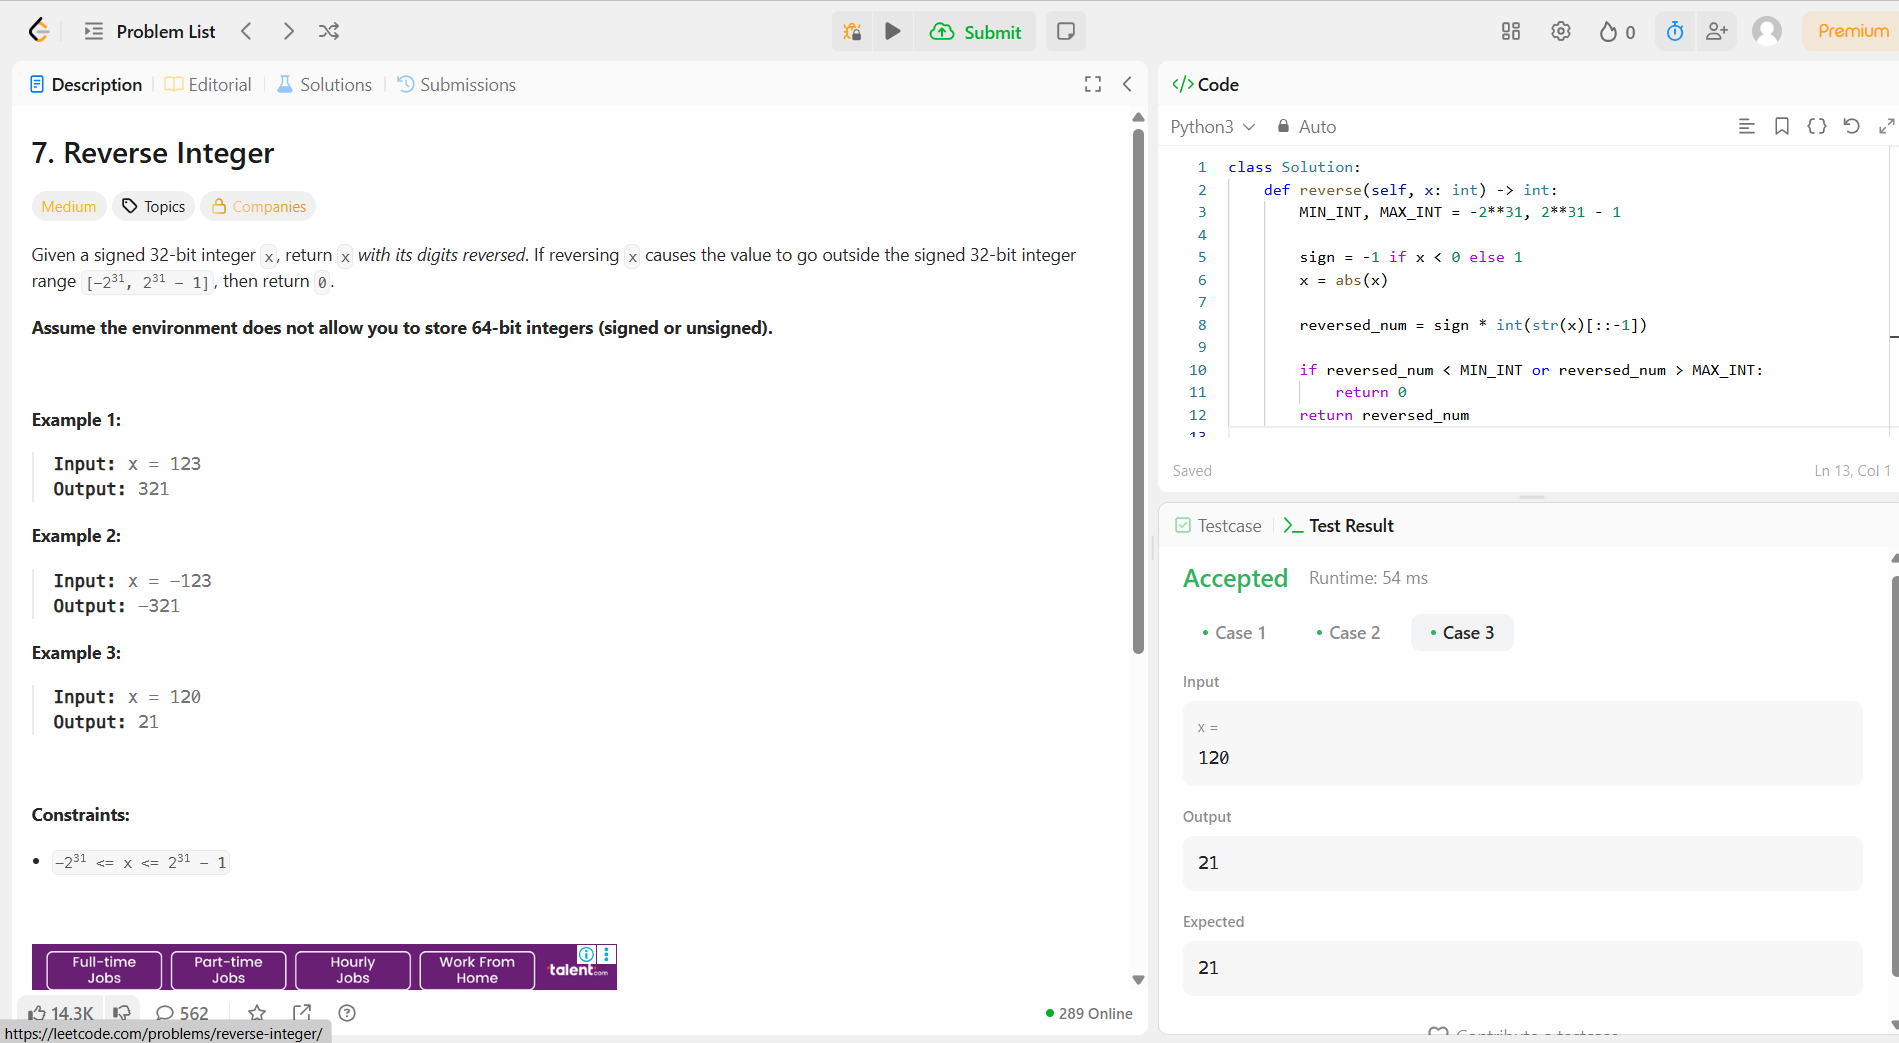 Problem List
Submit
0
Premium
Description
Editorial
Solutions
Submissions
7. Reverse Integer
Medium
Topics
Companies
Given a signed 32-bit integer x, return x with its digits reversed. If reversing x causes the value to go outside the signed 32-bit integer
range [-2³¹, 2³¹ - 1], then return 0.
Assume the environment does not allow you to store 64-bit integers (signed or unsigned).
Example 1:
Input: x = 123
Output: 321
Example 2:
Input: x = -123
Output: -321
Example 3:
Input: x = 120
Output: 21
Constraints:
-2³¹ <= x <= 2³¹ - 1
Full-time Jobs
Part-time Jobs
Hourly Jobs
Work From Home
talent.com
14.3K
562
289 Online
https://leetcode.com/problems/reverse-integer/
</> Code
Python3
Auto
1 class Solution:
2     def reverse(self, x: int) -> int:
3         MIN_INT, MAX_INT = -2**31, 2**31 - 1
4
5         sign = -1 if x < 0 else 1
6         x = abs(x)
7
8         reversed_num = sign * int(str(x)[::-1])
9
10         if reversed_num < MIN_INT or reversed_num > MAX_INT:
11             return 0
12         return reversed_num
13
Saved
Ln 13, Col 1
Testcase
Test Result
Accepted
Runtime: 54 ms
Case 1
Case 2
Case 3
Input
x =
120
Output
21
Expected
21
Contribute a testcase